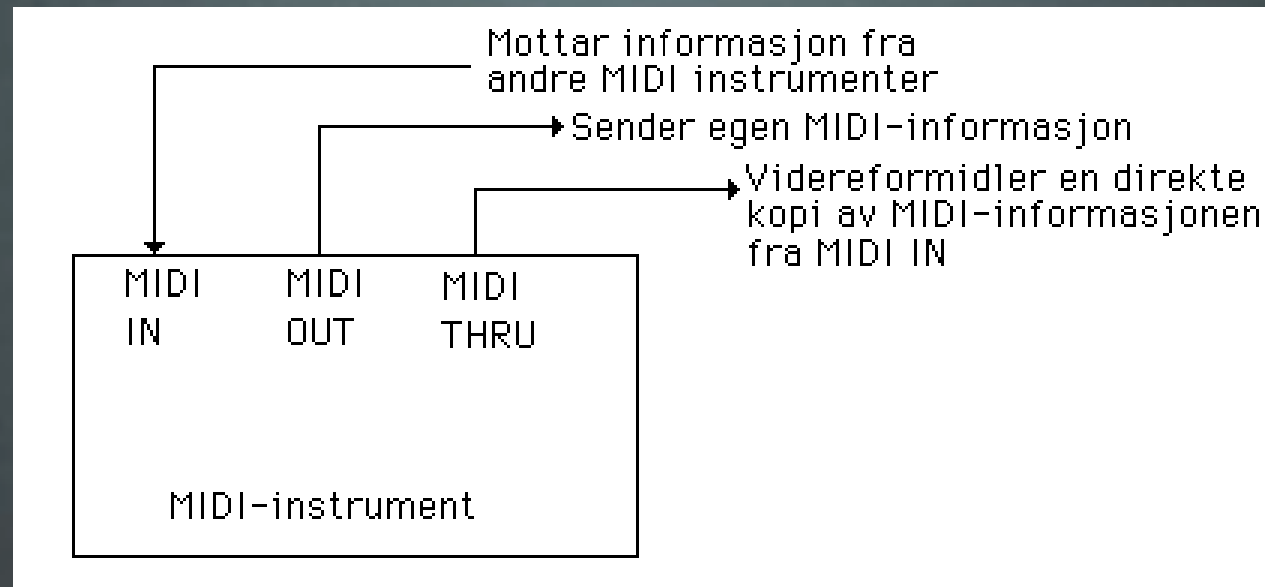 Mottar informasjon fra
andre MIDI instrumenter
Sender egen MIDI-informasjon
Videreformidler en direkte
kopi av MIDI-informasjonen
fra MIDI IN
MIDI MIDI MIDI
IN OUT THRU
MIDI-instrument